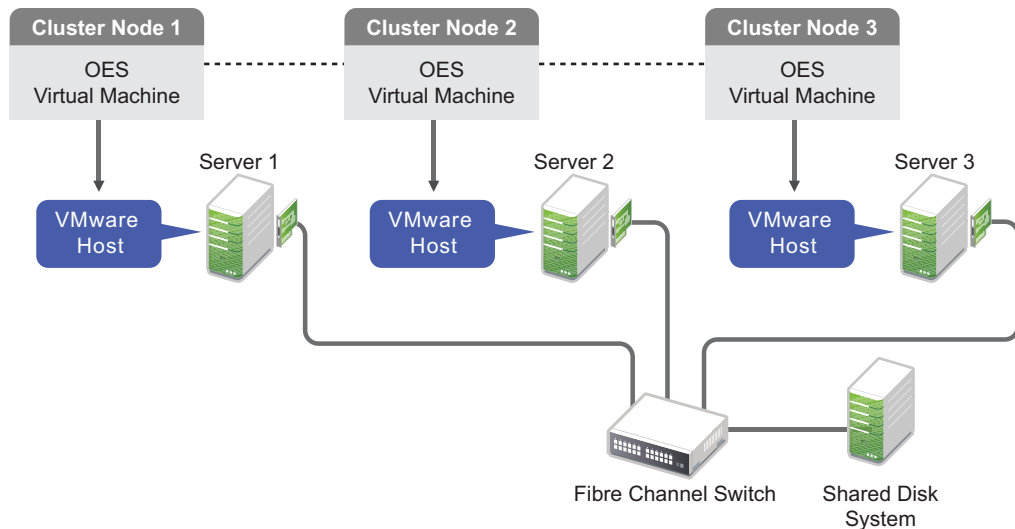 Cluster Node 1
OES
Virtual Machine
Cluster Node 2
OES
Virtual Machine
Cluster Node 3
OES
Virtual Machine
Server 1
Server 2
Server 3
VMware
Host
VMware
Host
VMware
Host
Fibre Channel Switch
Shared Disk
System